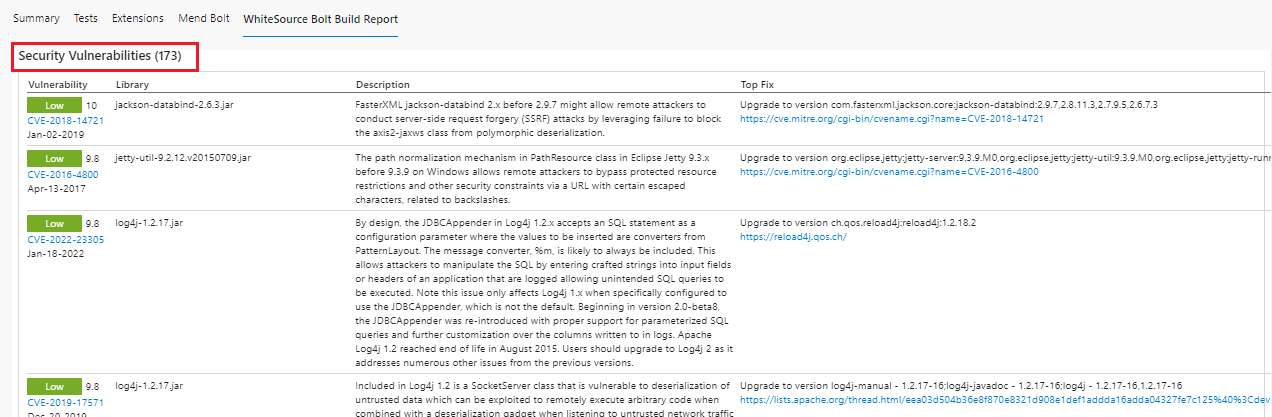 Summary Tests Extensions Mend Bolt WhiteSource Bolt Build Report
Security Vulnerabilities (173)
Vulnerability Library Description Top Fix
Low 10 jackson-databind-2.6.3.jar FasterXML jackson-databind 2.x before 2.9.7 might allow remote attackers to Upgrade to version com.fasterxml.jackson.core:jackson-databind:2.9.7,2.8.11.3,2.7.9.5,2.6.7.3
CVE-2018-14721 conduct server-side request forgery (SSRF) attacks by leveraging failure to block https://cve.mitre.org/cgi-bin/cvename.cgi?name=CVE-2018-14721
Jan-02-2019 the axis2-jaxws class from polymorphic deserialization.
Low 9.8 jetty-util-9.2.12.v20150709.jar The path normalization mechanism in PathResource class in Eclipse Jetty 9.3.x Upgrade to version org.eclipse.jetty:jetty-server:9.3.9.M0,org.eclipse.jetty:jetty-util:9.3.9.M0,org.eclipse.jetty:jetty-runn
CVE-2016-4800 before 9.3.9 on Windows allows remote attackers to bypass protected resource https://cve.mitre.org/cgi-bin/cvename.cgi?name=CVE-2016-4800
Apr-13-2017 restrictions and other security constraints via a URL with certain escaped
characters, related to backslashes.
Low 9.8 log4j-1.2.17.jar By design, the JDBCAppender in Log4j 1.2.x accepts an SQL statement as a Upgrade to version ch.qos.reload4j:reload4j:1.2.18.2
CVE-2022-23305 configuration parameter where the values to be inserted are converters from https://reload4j.qos.ch/
Jan-18-2022 PatternLayout. The message converter, %m, is likely to always be included. This
allows attackers to manipulate the SQL by entering crafted strings into input fields
or headers of an application that are logged allowing unintended SQL queries to
be executed. Note this issue only affects Log4j 1.x when specifically configured to
use the JDBCAppender, which is not the default. Beginning in version 2.0-beta8,
the JDBCAppender was re-introduced with proper support for parameterized SQL
queries and further customization over the columns written to in logs. Apache
Log4j 1.2 reached end of life in August 2015. Users should upgrade to Log4j 2 as it
addresses numerous other issues from the previous versions.
Low 9.8 log4j-1.2.17.jar Included in Log4j 1.2 is a SocketServer class that is vulnerable to deserialization of Upgrade to version log4j-manual - 1.2.17-16;log4j-javadoc - 1.2.17-16;log4j - 1.2.17-16,1.2.17-16
CVE-2019-17571 untrusted data which can be exploited to remotely execute arbitrary code when https://lists.apache.org/thread.html/eea03d504b36e8f870e8321d908e1def1addda16adda04327fe7c125%40%3Cdev.
Dec-20-2019 combined with a deserialization gadget when listening to untrusted network traffic